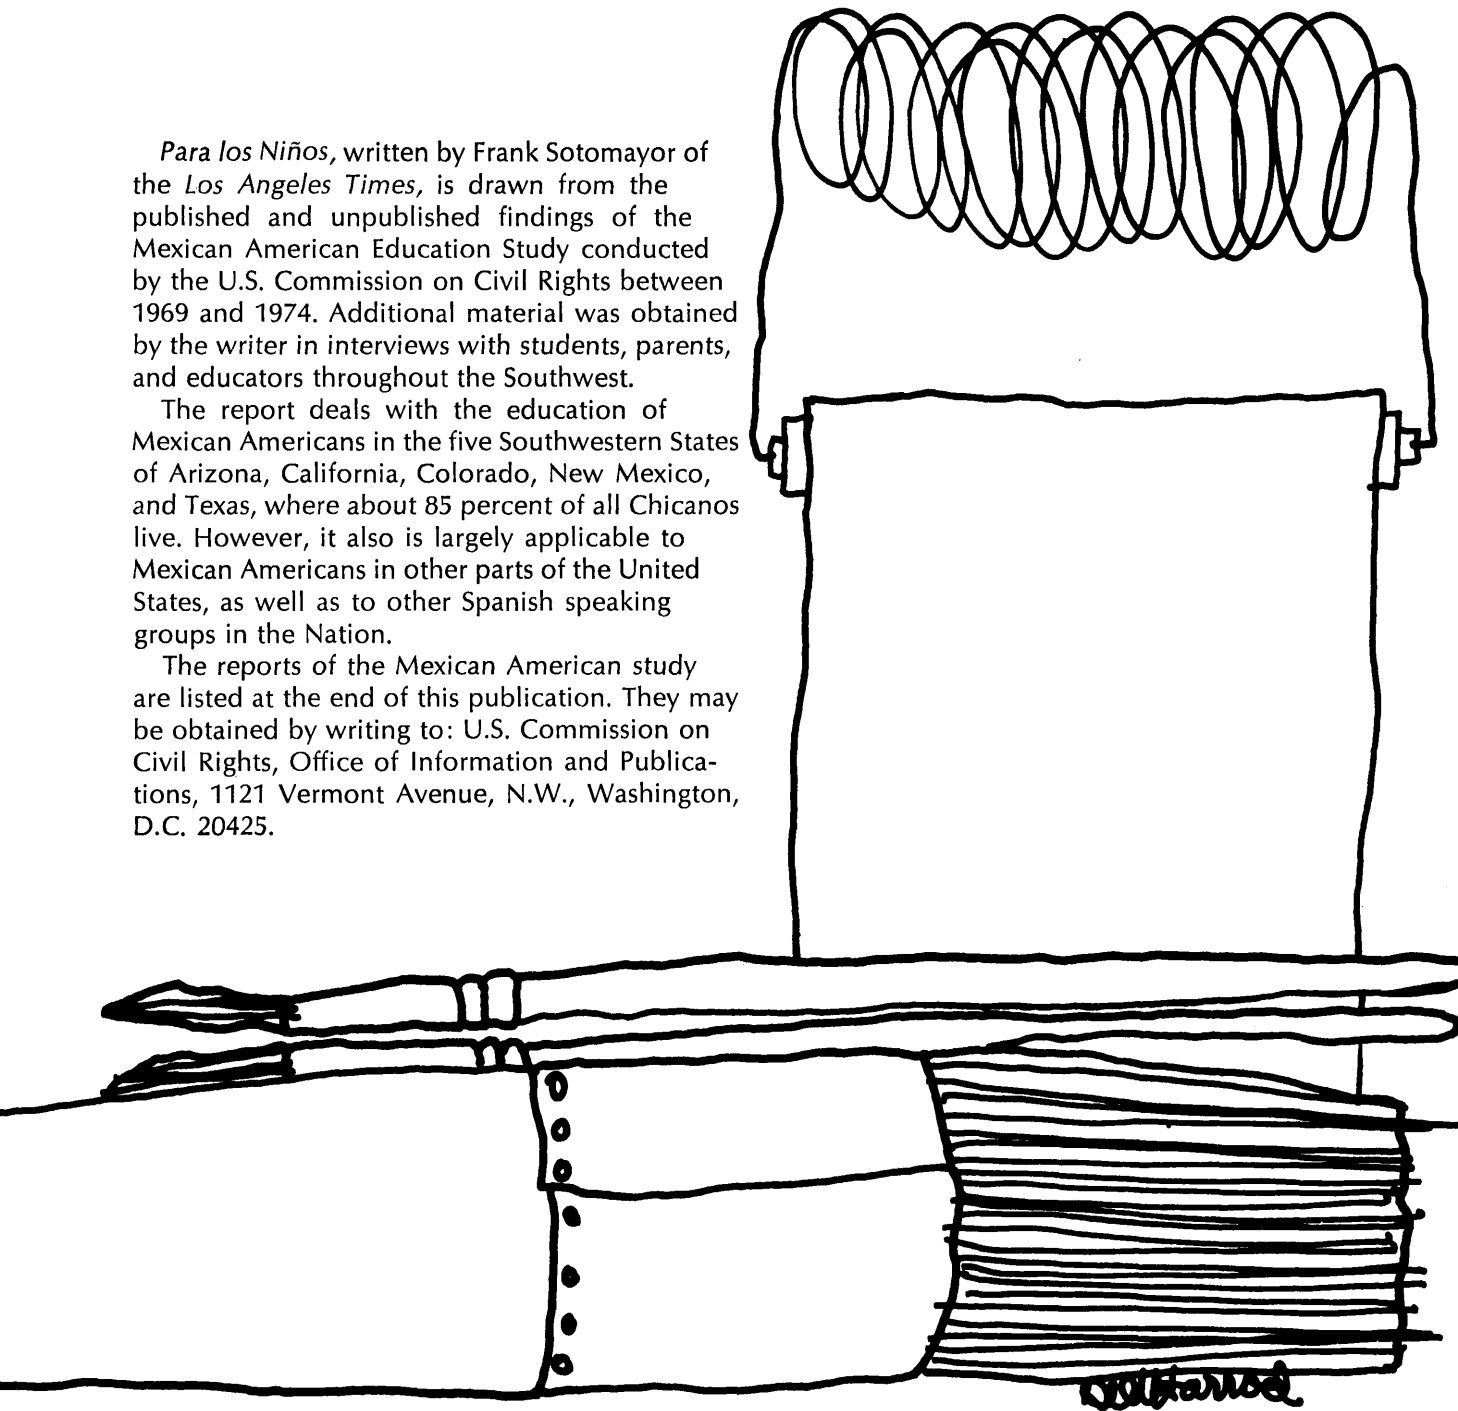 Para los Niños, written by Frank Sotomayor of
the Los Angeles Times, is drawn from the
published and unpublished findings of the
Mexican American Education Study conducted
by the U.S. Commission on Civil Rights between
1969 and 1974. Additional material was obtained
by the writer in interviews with students, parents,
and educators throughout the Southwest.
The report deals with the education of
Mexican Americans in the five Southwestern States
of Arizona, California, Colorado, New Mexico,
and Texas, where about 85 percent of all Chicanos
live. However, it also is largely applicable to
Mexican Americans in other parts of the United
States, as well as to other Spanish speaking
groups in the Nation.
The reports of the Mexican American study
are listed at the end of this publication. They may
be obtained by writing to: U.S. Commission on
Civil Rights, Office of Information and Publica-
tions, 1121 Vermont Avenue, N.W., Washington,
D.C. 20425.